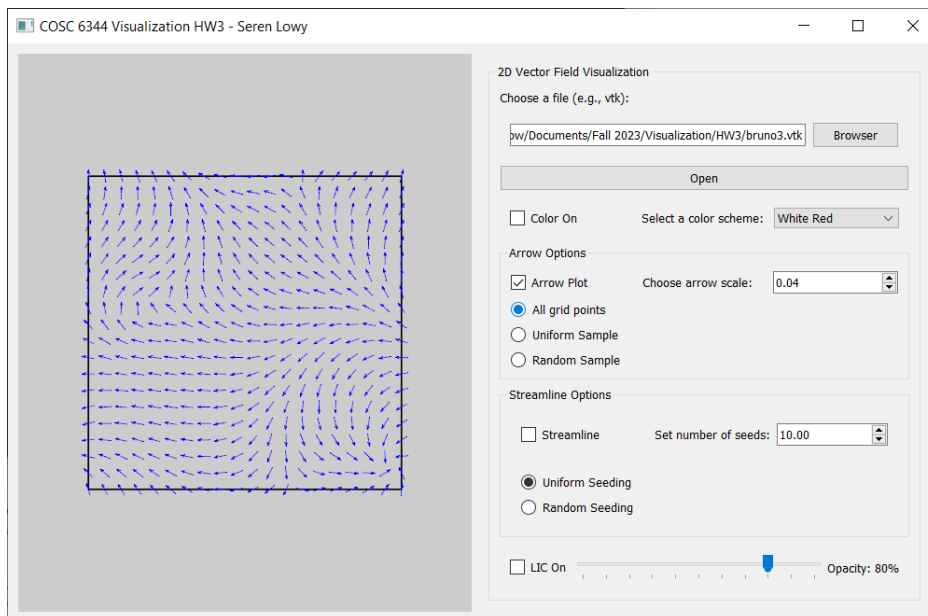 COSC 6344 Visualization HW3 - Seren Lowy
2D Vector Field Visualization
Choose a file (e.g., vtk):
ow/Documents/Fall 2023/Visualization/HW3/bruno3.vtk Browser
Open
Color On Select a color scheme: White Red
Arrow Options
Arrow Plot Choose arrow scale: 0.04
All grid points
Uniform Sample
Random Sample
Streamline Options
Streamline Set number of seeds: 10.00
Uniform Seeding
Random Seeding
LIC On Opacity: 80%